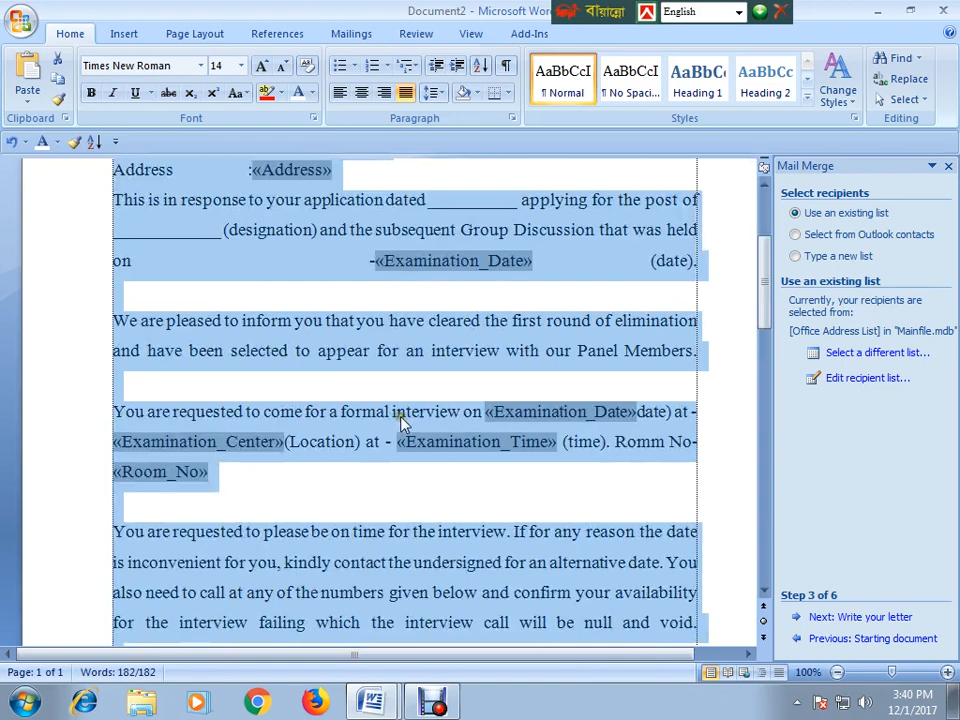 Document2 - Microsoft Wor
বায়ান্নো
English
Home Insert Page Layout References Mailings Review View Add-Ins
Times New Roman 14
AaBbCcI AaBbCcI AaBbC AaBbCc
¶ Normal ¶ No Spaci... Heading 1 Heading 2
Change Styles
Find
Replace
Select
Paste
Clipboard Font Paragraph Styles Editing
Address :«Address»
This is in response to your application dated __________ applying for the post of
____________ (designation) and the subsequent Group Discussion that was held
on -«Examination_Date» (date).
We are pleased to inform you that you have cleared the first round of elimination
and have been selected to appear for an interview with our Panel Members.
You are requested to come for a formal interview on «Examination_Date»date) at -
«Examination_Center»(Location) at - «Examination_Time» (time). Romm No-
«Room_No»
You are requested to please be on time for the interview. If for any reason the date
is inconvenient for you, kindly contact the undersigned for an alternative date. You
also need to call at any of the numbers given below and confirm your availability
for the interview failing which the interview call will be null and void.
Mail Merge
Select recipients
Use an existing list
Select from Outlook contacts
Type a new list
Use an existing list
Currently, your recipients are
selected from:
[Office Address List] in "Mainfile.mdb"
Select a different list...
Edit recipient list...
Step 3 of 6
Next: Write your letter
Previous: Starting document
Page: 1 of 1 Words: 182/182 100%
3:40 PM
12/1/2017